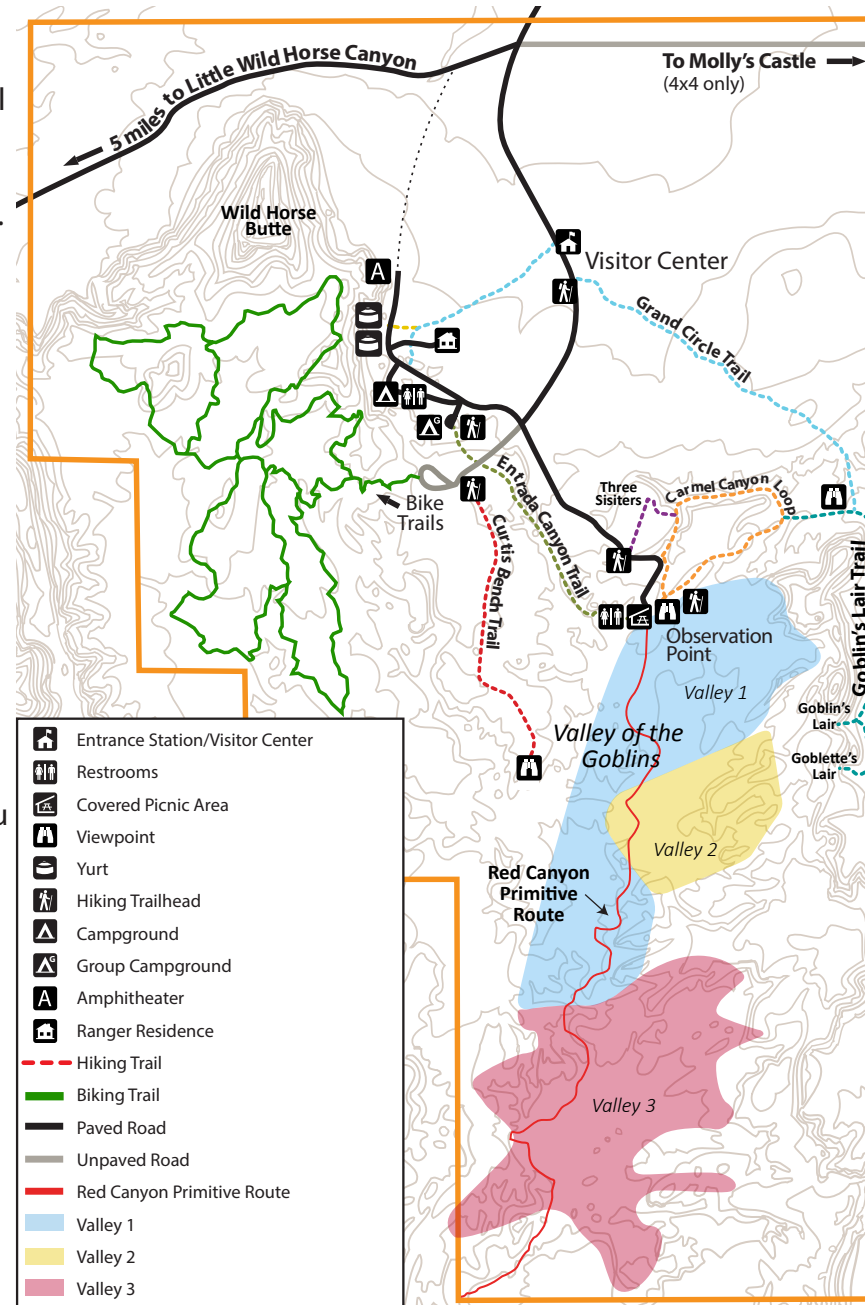 To Molly's Castle
(4x4 only)
5 miles to Little Wild Horse Canyon
Wild Horse
Butte
A
Visitor Center
Grand Circle Trail
G
Entrada Canyon Trail
Three
Sisiters
Carmel Canyon Loop
Bike
Trails
Curtis Bench Trail
Observation
Point
Goblin's Lair Trail
Valley 1
Goblin's
Lair
Valley of the
Goblins
Goblette's
Lair
Valley 2
Red Canyon
Primitive
Route
Valley 3
Entrance Station/Visitor Center
Restrooms
Covered Picnic Area
Viewpoint
Yurt
Hiking Trailhead
Campground
G
Group Campground
A
Amphitheater
Ranger Residence
Hiking Trail
Biking Trail
Paved Road
Unpaved Road
Red Canyon Primitive Route
Valley 1
Valley 2
Valley 3